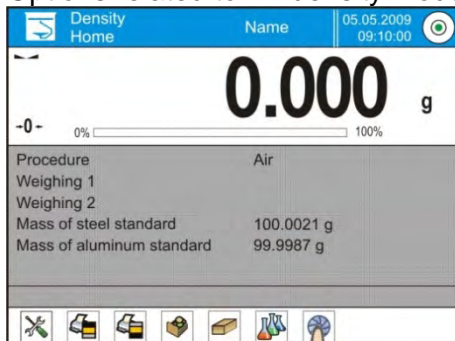 Density
Home
Name
05.05.2009
09:10:00
0.000 g
→0←
0%
100%
Procedure Air
Weighing 1
Weighing 2
Mass of steel standard 100.0021 g
Mass of aluminum standard 99.9987 g